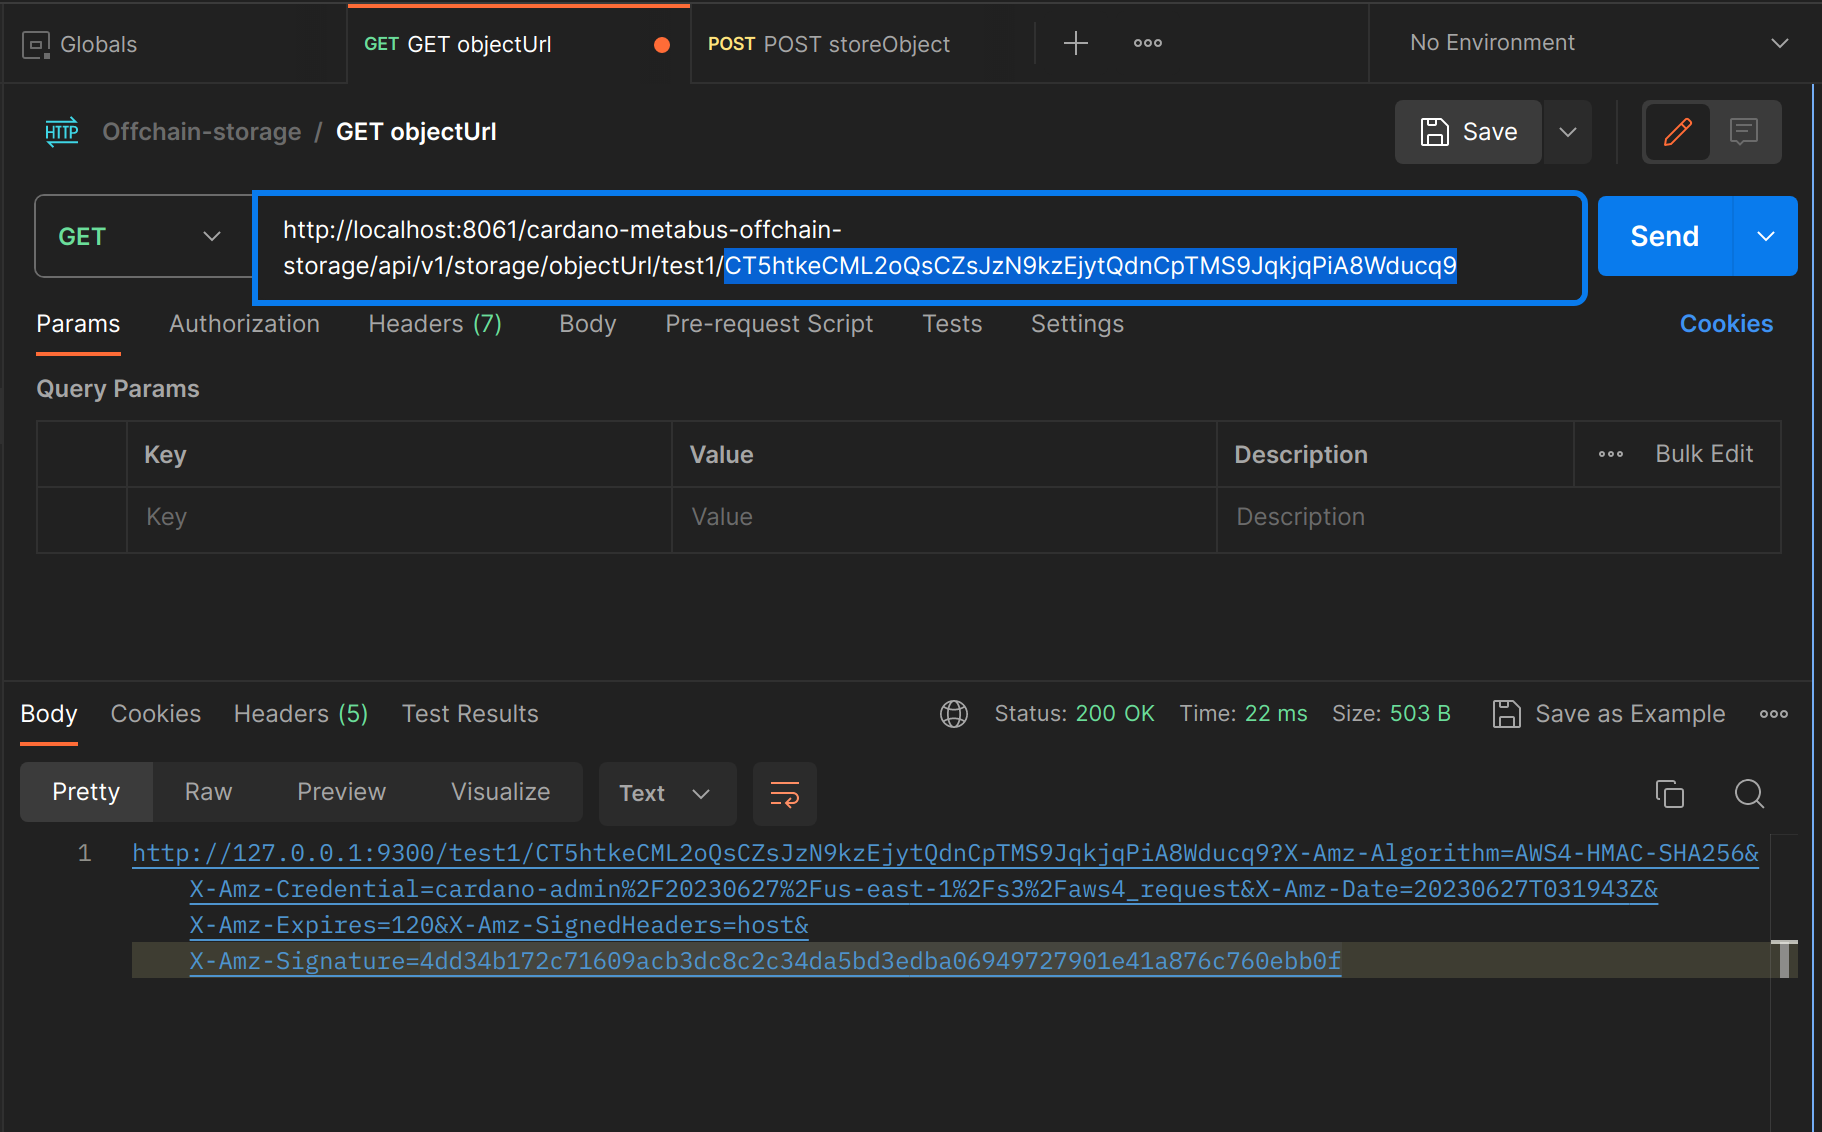 Globals
GET GET objectUrl
POST POST storeObject
No Environment
HTTP Offchain-storage / GET objectUrl
Save
GET
http://localhost:8061/cardano-metabus-offchain-
storage/api/v1/storage/objectUrl/test1/CT5htkeCML2oQsCZsJzN9kzEjytQdnCpTMS9JqkjqPiA8Wducq9
Send
Params Authorization Headers (7) Body Pre-request Script Tests Settings Cookies
Query Params
Key Value Description Bulk Edit
Key Value Description
Body Cookies Headers (5) Test Results Status: 200 OK Time: 22 ms Size: 503 B Save as Example
Pretty Raw Preview Visualize Text
1 http://127.0.0.1:9300/test1/CT5htkeCML2oQsCZsJzN9kzEjytQdnCpTMS9JqkjqPiA8Wducq9?X-Amz-Algorithm=AWS4-HMAC-SHA256&
X-Amz-Credential=cardano-admin%2F20230627%2Fus-east-1%2Fs3%2Faws4_request&X-Amz-Date=20230627T031943Z&
X-Amz-Expires=120&X-Amz-SignedHeaders=host&
X-Amz-Signature=4dd34b172c71609acb3dc8c2c34da5bd3edba06949727901e41a876c760ebb0f